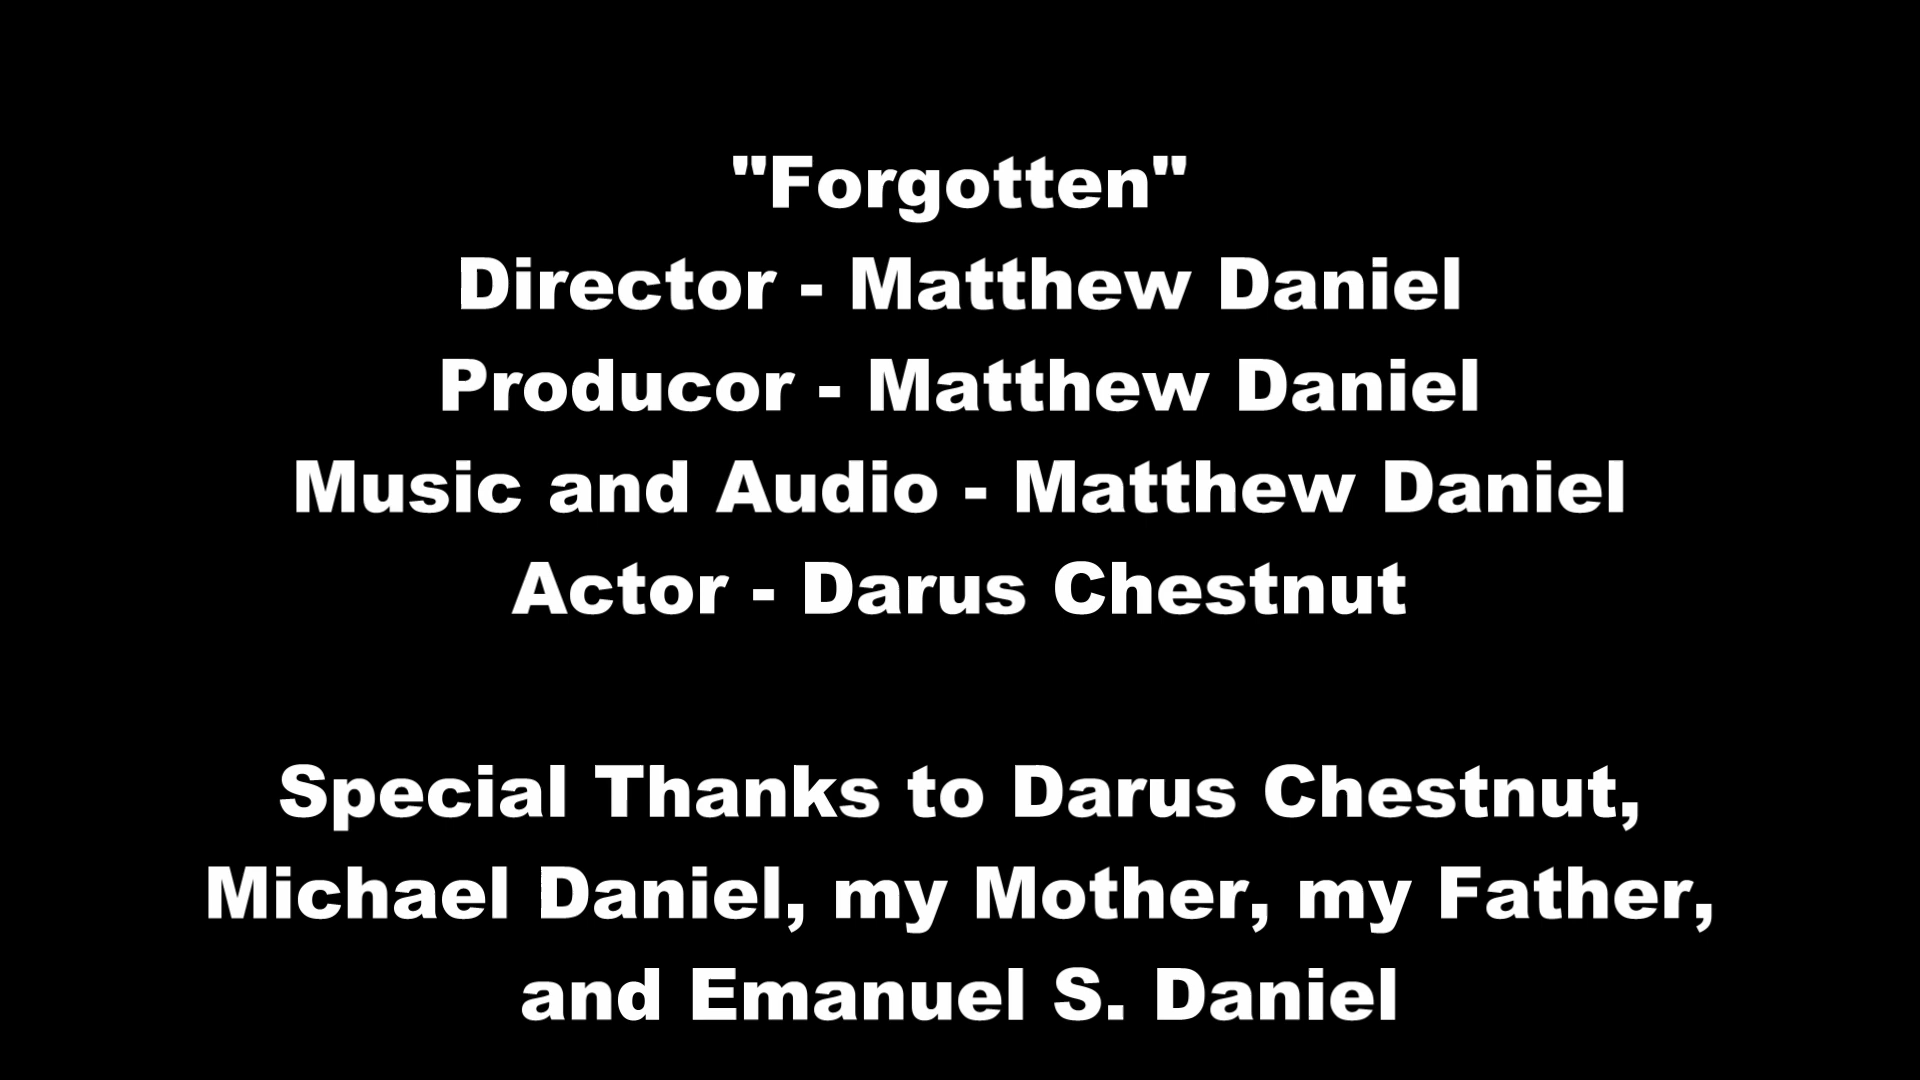 "Forgotten"
Director - Matthew Daniel
Producor - Matthew Daniel
Music and Audio - Matthew Daniel
Actor - Darus Chestnut
Special Thanks to Darus Chestnut,
Michael Daniel, my Mother, my Father,
and Emanuel S. Daniel